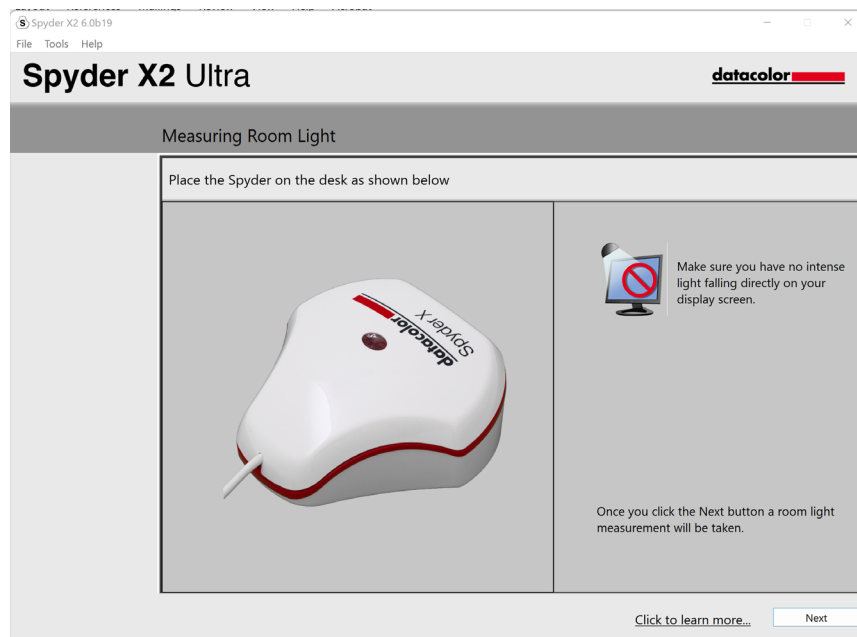 Spyder X2 6.0b19
File Tools Help
Spyder X2 Ultra
datacolor
Measuring Room Light
Place the Spyder on the desk as shown below
datacolor
Spyder X
Make sure you have no intense
light falling directly on your
display screen.
Once you click the Next button a room light
measurement will be taken.
Click to learn more...
Next